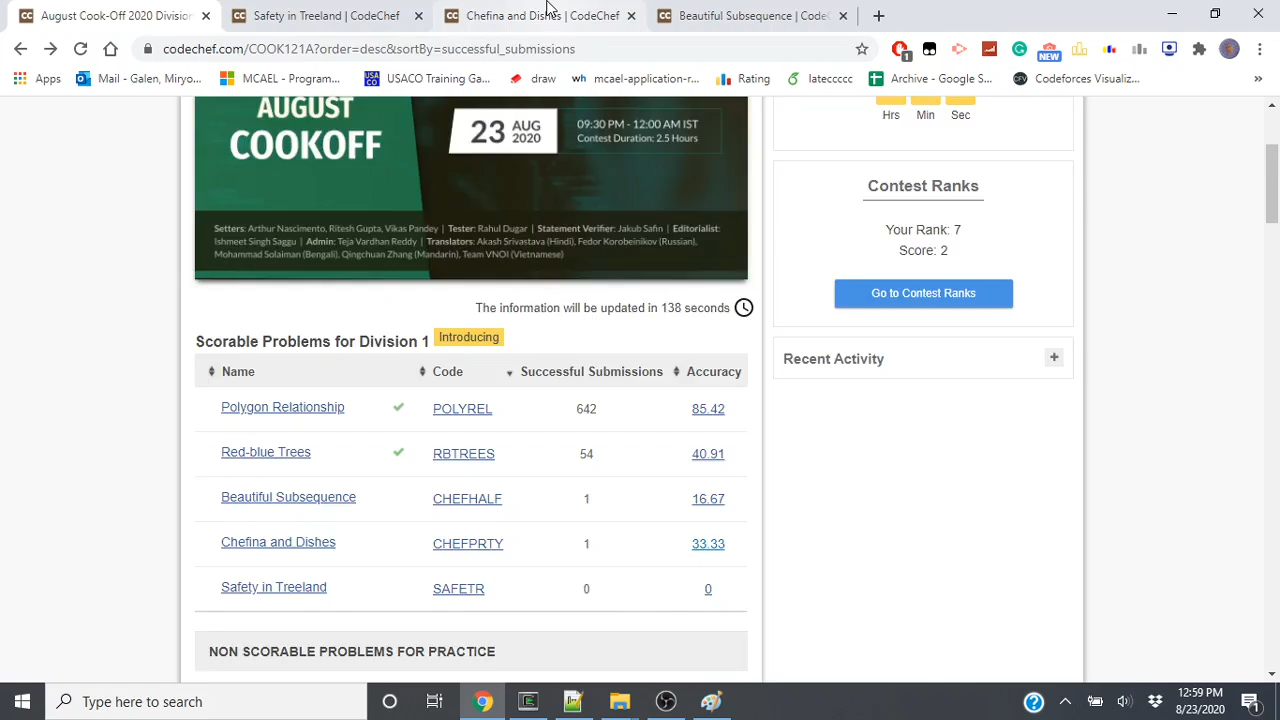 August Cook-Off 2020 Division
Safety in Treeland | CodeChef
Chefina and Dishes | CodeChef
Beautiful Subsequence | CodeC
codechef.com/COOK121A?order=desc&sortBy=successful_submissions
1
NEW
Apps
Mail - Galen, Miryo...
MCAEL - Program...
USACO Training Ga...
draw
wh mcael-application-r...
Rating
lateccccc
Archive - Google S...
Codeforces Visualiz...
»
AUGUST
COOKOFF
23 AUG 2020
09:30 PM - 12:00 AM IST
Contest Duration: 2.5 Hours
Setters: Arthur Nascimento, Ritesh Gupta, Vikas Pandey | Tester: Rahul Dugar | Statement Verifier: Jakub Safin | Editorialist:
Ishmeet Singh Saggu | Admin: Teja Vardhan Reddy | Translators: Akash Srivastava (Hindi), Fedor Korobeinikov (Russian),
Mohammad Solaiman (Bengali), Qingchuan Zhang (Mandarin), Team VNOI (Vietnamese)
The information will be updated in 138 seconds
Scorable Problems for Division 1 Introducing
Name Code Successful Submissions Accuracy
Polygon Relationship POLYREL 642 85.42
Red-blue Trees RBTREES 54 40.91
Beautiful Subsequence CHEFHALF 1 16.67
Chefina and Dishes CHEFPRTY 1 33.33
Safety in Treeland SAFETR 0 0
NON SCORABLE PROBLEMS FOR PRACTICE
Hrs Min Sec
Contest Ranks
Your Rank: 7
Score: 2
Go to Contest Ranks
Recent Activity
Type here to search
12:59 PM
8/23/2020
1